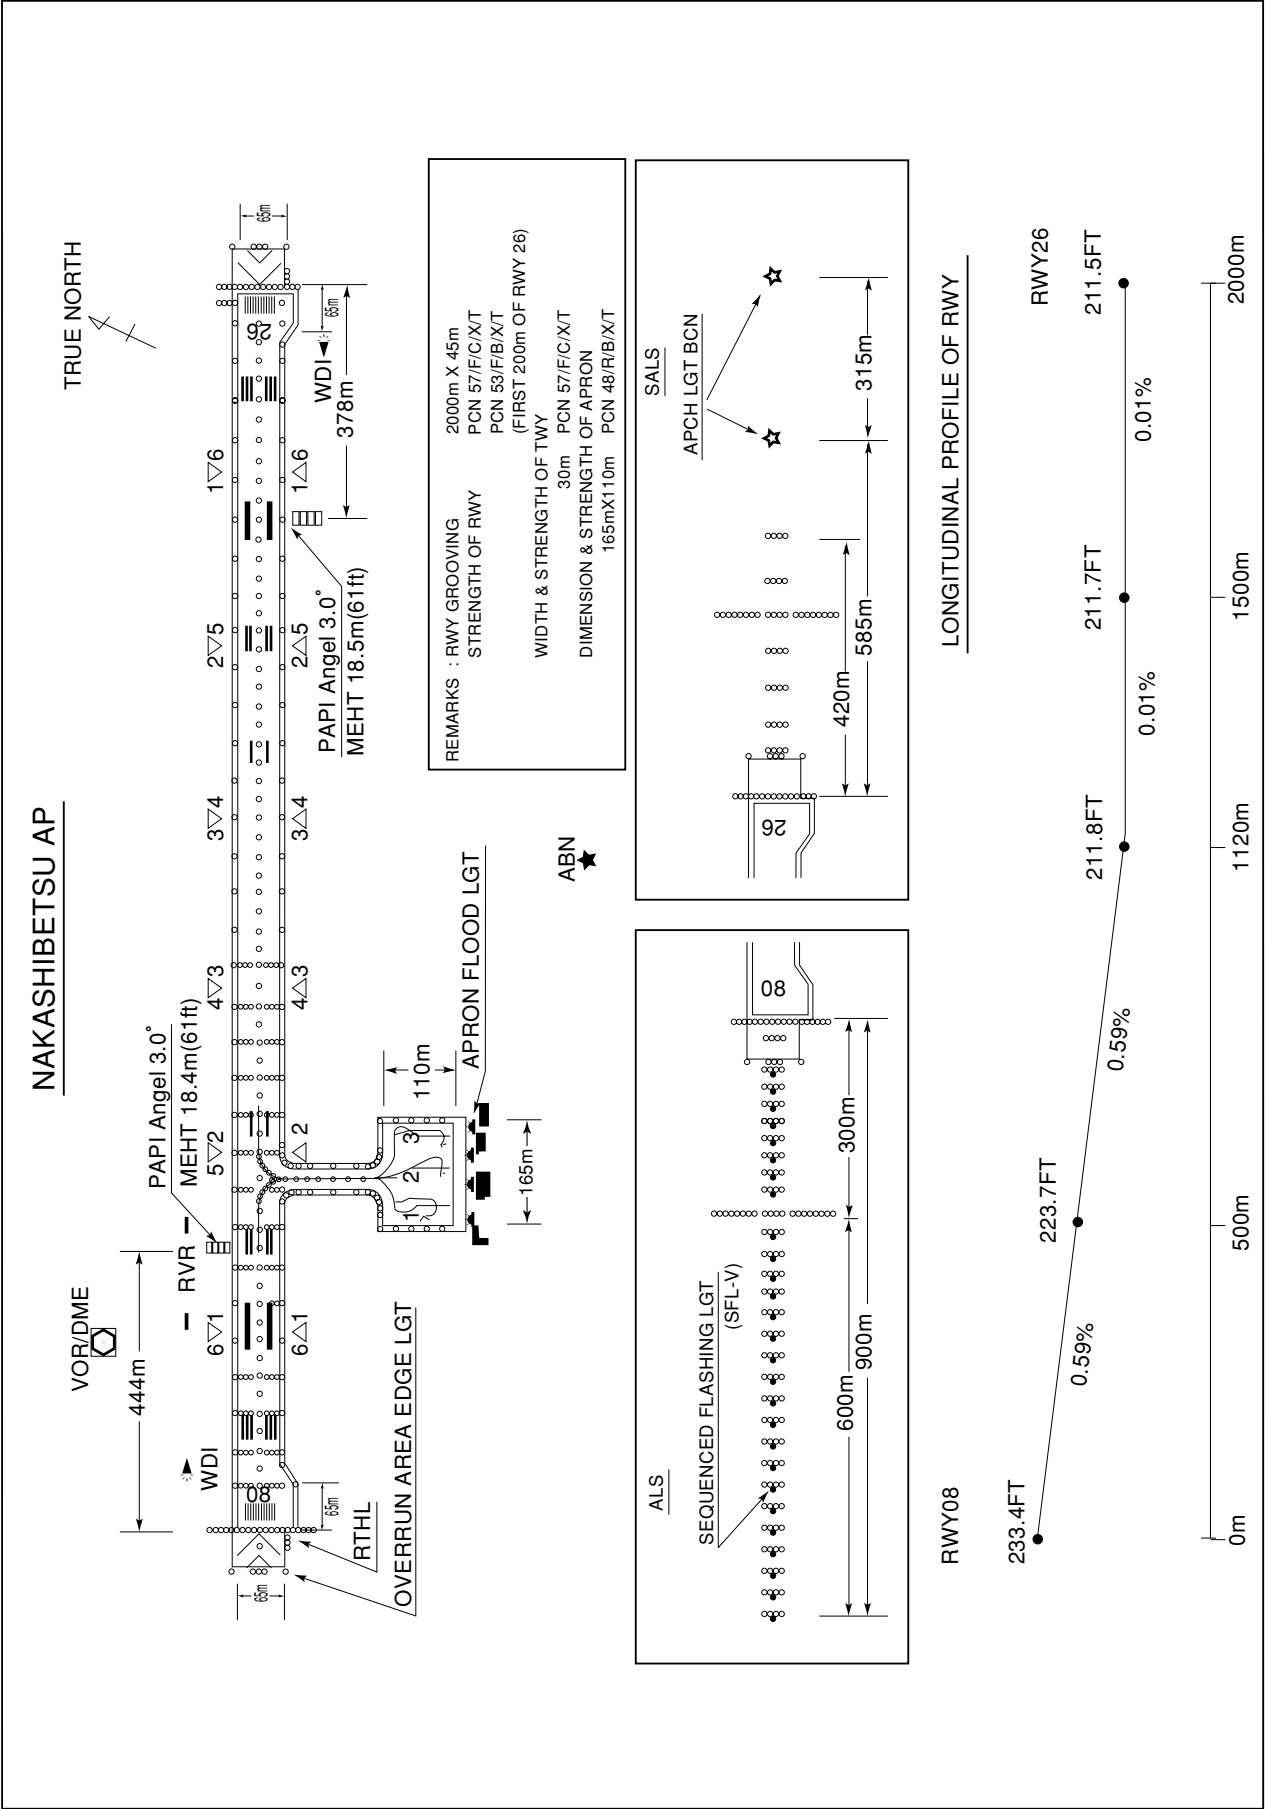 NAKASHIBETSU AP
TRUE NORTH
VOR/DME
444m
PAPI Angel 3.0°
MEHT 18.4m(61ft)
RVR
WDI
6 1
5 2
4 3
3 4
2 5
1 6
65m
08
26
65m
6 1
2
4 3
3 4
2 5
1 6
65m
65m
WDI
378m
RTHL
OVERRUN AREA EDGE LGT
1 2 3
110m
165m
APRON FLOOD LGT
PAPI Angel 3.0°
MEHT 18.5m(61ft)
ABN
REMARKS : RWY GROOVING 2000m X 45m
STRENGTH OF RWY PCN 57/F/C/X/T
PCN 53/F/B/X/T
(FIRST 200m OF RWY 26)
WIDTH & STRENGTH OF TWY
30m PCN 57/F/C/X/T
DIMENSION & STRENGTH OF APRON
165mX110m PCN 48/R/B/X/T
ALS
SEQUENCED FLASHING LGT
(SFL-V)
08
600m
300m
900m
SALS
APCH LGT BCN
26
420m
585m
315m
LONGITUDINAL PROFILE OF RWY
RWY08
RWY26
233.4FT
223.7FT
211.8FT
211.7FT
211.5FT
0.59%
0.59%
0.01%
0.01%
0m
500m
1120m
1500m
2000m